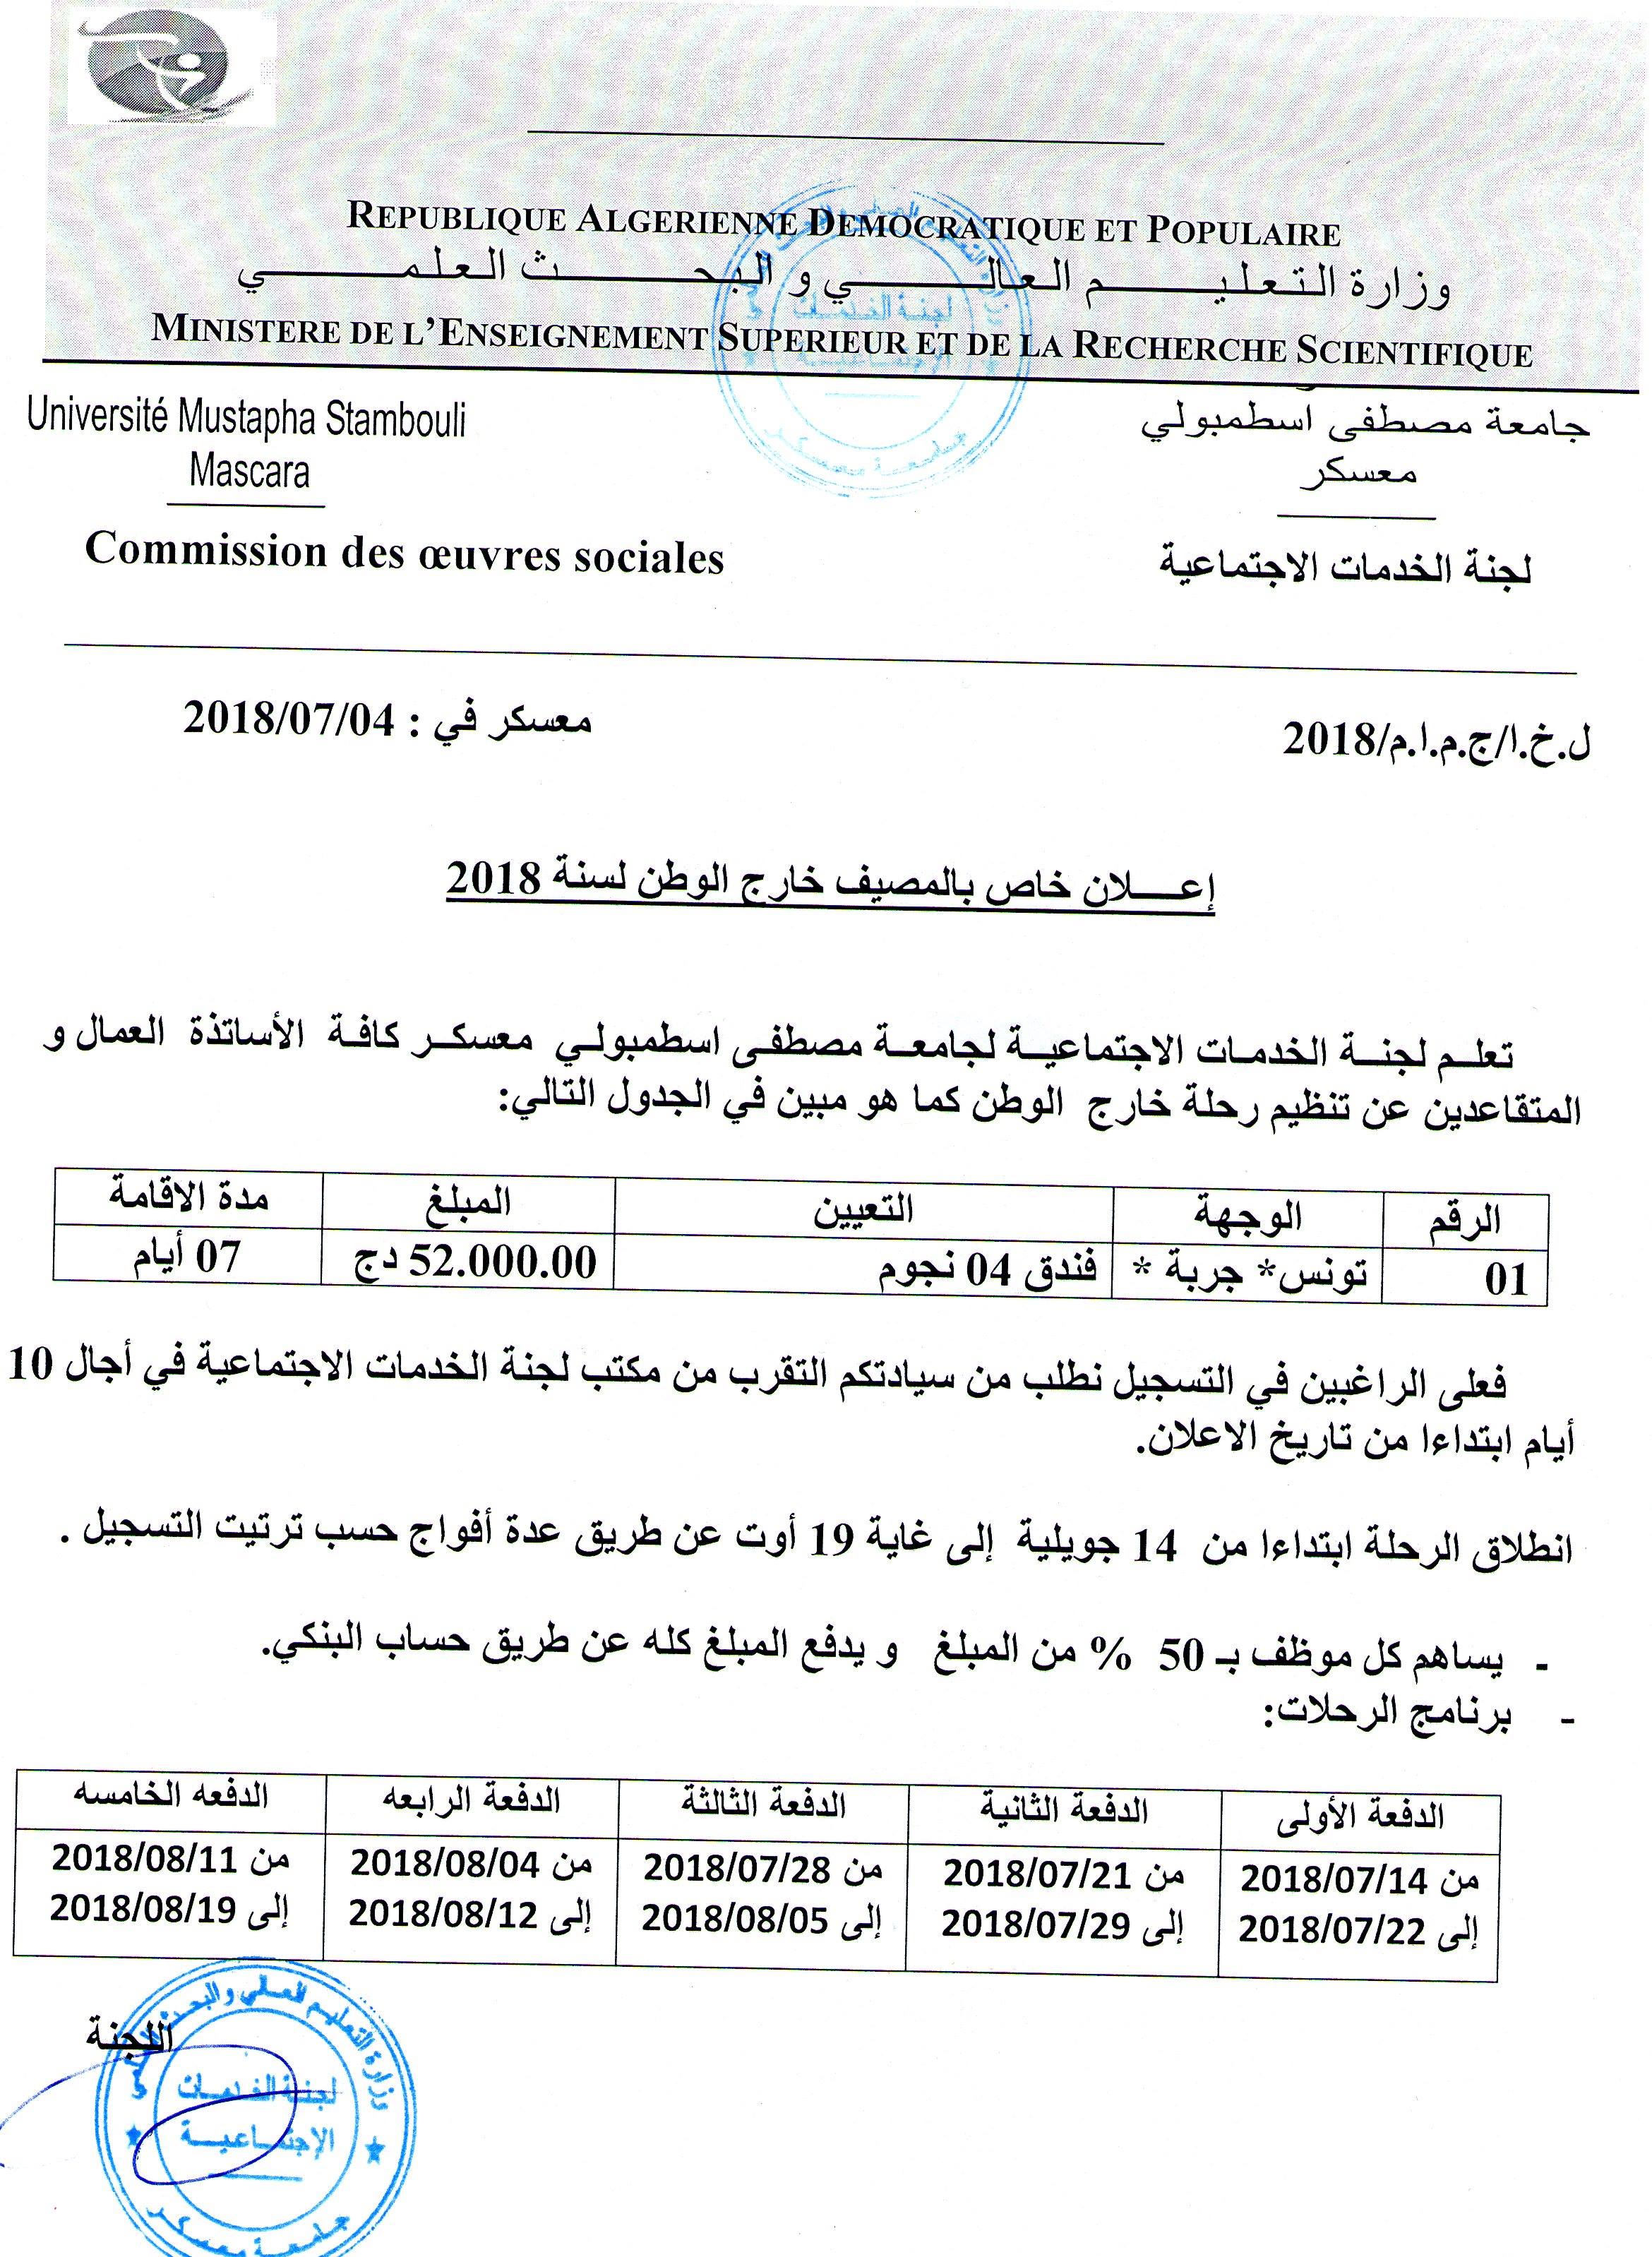 REPUBLIQUE ALGERIENNE DEMOCRATIQUE ET POPULAIRE
وزارة التعليم العالي و البحث العلمي
MINISTERE DE L’ENSEIGNEMENT SUPERIEUR ET DE LA RECHERCHE SCIENTIFIQUE
جامعة مصطفى اسطمبولي
معسكر
لجنة الخدمات الاجتماعية
Université Mustapha Stambouli
Mascara
Commission des œuvres sociales
لجنة الخدمات
الإجتماعية
جامعة معسكر
ل.خ.ا/ج.م.ا.م/2018
معسكر في : 2018/07/04
إعلان خاص بالمصيف خارج الوطن لسنة 2018
تعلم لجنة الخدمات الاجتماعية لجامعة مصطفى اسطمبولي معسكر كافة الأساتذة العمال و
المتقاعدين عن تنظيم رحلة خارج الوطن كما هو مبين في الجدول التالي:
الرقم الوجهة التعيين المبلغ مدة الاقامة
01 تونس* جربة * فندق 04 نجوم 52.000.00 دج 07 أيام
فعلى الراغبين في التسجيل نطلب من سيادتكم التقرب من مكتب لجنة الخدمات الاجتماعية في أجال 10
أيام ابتداءا من تاريخ الاعلان.
انطلاق الرحلة ابتداءا من 14 جويلية إلى غاية 19 أوت عن طريق عدة أفواج حسب ترتيت التسجيل .
- يساهم كل موظف بـ 50 % من المبلغ و يدفع المبلغ كله عن طريق حساب البنكي.
- برنامج الرحلات:
الدفعة الأولى الدفعة الثانية الدفعة الثالثة الدفعة الرابعه الدفعه الخامسه
من 2018/07/14 من 2018/07/21 من 2018/07/28 من 2018/08/04 من 2018/08/11
إلى 2018/07/22 إلى 2018/07/29 إلى 2018/08/05 إلى 2018/08/12 إلى 2018/08/19
اللجنة
وزارة التعليم العالي والبحث العلمي
لجنة الخدمات
الإجتماعية
جامعة معسكر